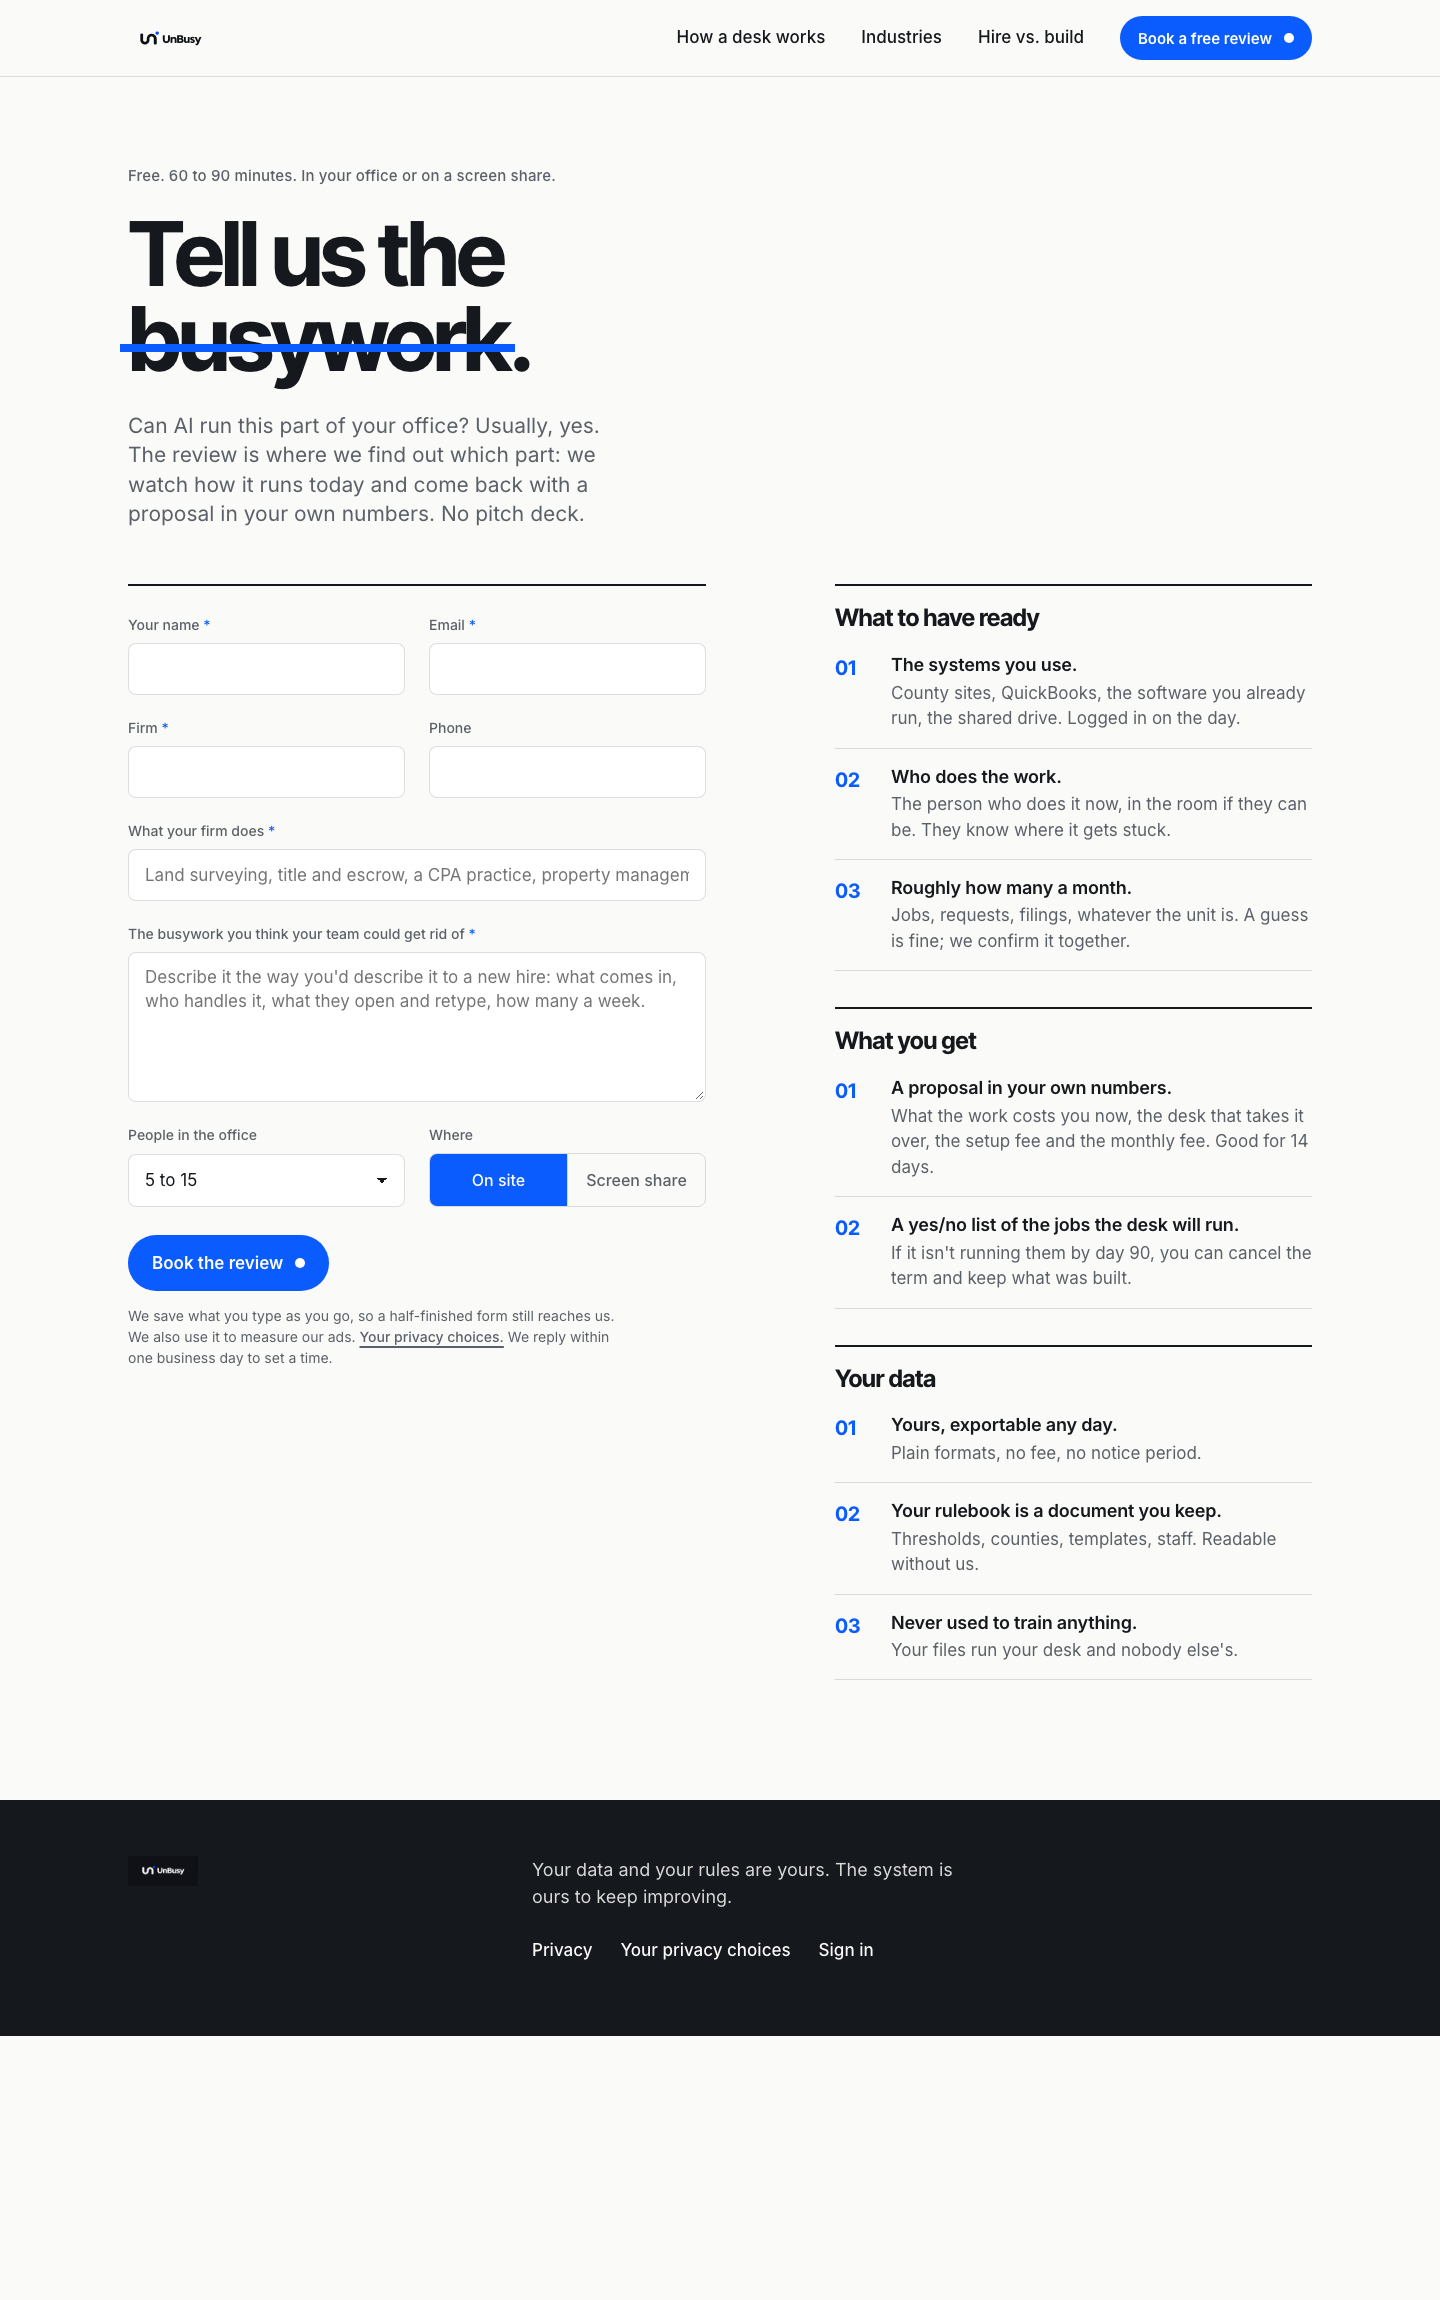 UnBusy
How a desk works
Industries
Hire vs. build
Book a free review
Free. 60 to 90 minutes. In your office or on a screen share.
Tell us the
busywork.
Can AI run this part of your office? Usually, yes.
The review is where we find out which part: we
watch how it runs today and come back with a
proposal in your own numbers. No pitch deck.
Your name *
Email *
Firm *
Phone
What your firm does *
Land surveying, title and escrow, a CPA practice, property managem
The busywork you think your team could get rid of *
Describe it the way you'd describe it to a new hire: what comes in,
who handles it, what they open and retype, how many a week.
People in the office
Where
5 to 15
On site
Screen share
Book the review
We save what you type as you go, so a half-finished form still reaches us.
We also use it to measure our ads. Your privacy choices. We reply within
one business day to set a time.
What to have ready
01
The systems you use.
County sites, QuickBooks, the software you already
run, the shared drive. Logged in on the day.
02
Who does the work.
The person who does it now, in the room if they can
be. They know where it gets stuck.
03
Roughly how many a month.
Jobs, requests, filings, whatever the unit is. A guess
is fine; we confirm it together.
What you get
01
A proposal in your own numbers.
What the work costs you now, the desk that takes it
over, the setup fee and the monthly fee. Good for 14
days.
02
A yes/no list of the jobs the desk will run.
If it isn't running them by day 90, you can cancel the
term and keep what was built.
Your data
01
Yours, exportable any day.
Plain formats, no fee, no notice period.
02
Your rulebook is a document you keep.
Thresholds, counties, templates, staff. Readable
without us.
03
Never used to train anything.
Your files run your desk and nobody else's.
UnBusy
Your data and your rules are yours. The system is
ours to keep improving.
Privacy
Your privacy choices
Sign in